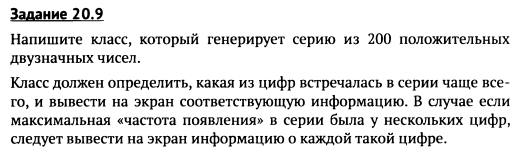 Задание 20.9
Напишите класс, который генерирует серию из 200 положительных
двузначных чисел.
Класс должен определить, какая из цифр встречалась в серии чаще все-
го, и вывести на экран соответствующую информацию. В случае если
максимальная «частота появления» в серии была у нескольких цифр,
следует вывести на экран информацию о каждой такой цифре.